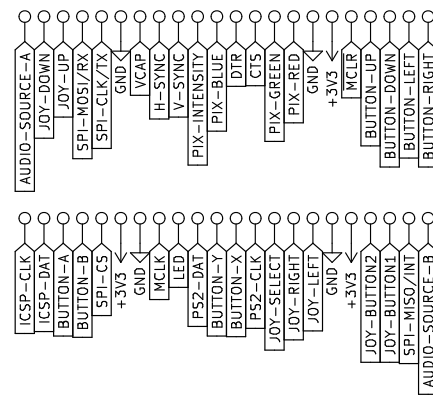 AUDIO-SOURCE-A
JOY-DOWN
JOY-UP
SPI-MOSI/RX
SPI-CLK/TX
GND
VCAP
H-SYNC
V-SYNC
PIX-INTENSITY
PIX-BLUE
DTR
CTS
PIX-GREEN
PIX-RED
GND
+3V3
MCLR
BUTTON-UP
BUTTON-DOWN
BUTTON-LEFT
BUTTON-RIGHT
ICSP-CLK
ICSP-DAT
BUTTON-A
BUTTON-B
SPI-CS
+3V3
GND
MCLK
LED
PS2-DAT
BUTTON-Y
BUTTON-X
PS2-CLK
JOY-SELECT
JOY-RIGHT
JOY-LEFT
GND
+3V3
JOY-BUTTON2
JOY-BUTTON1
SPI-MISO/INT
AUDIO-SOURCE-B